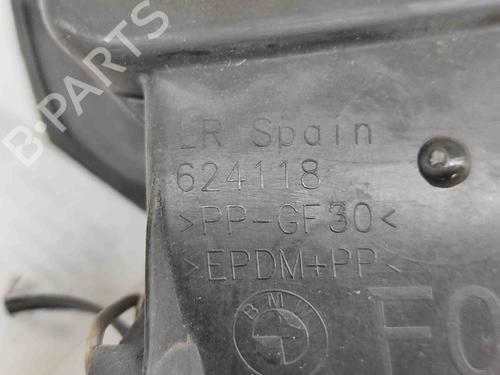 B-PARTS
LR Spain
624118
>PP-GF30<
>EPDM+PP<
BMW